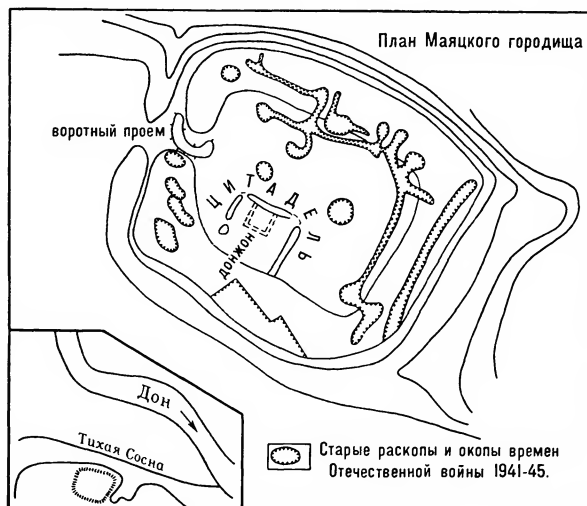 План Маяцкого городища
воротный проем
ЦИТАДЕЛЬ
ДОНЖОН
Дон
Тихая Сосна
Старые раскопы и окопы времен
Отечественной войны 1941-45.